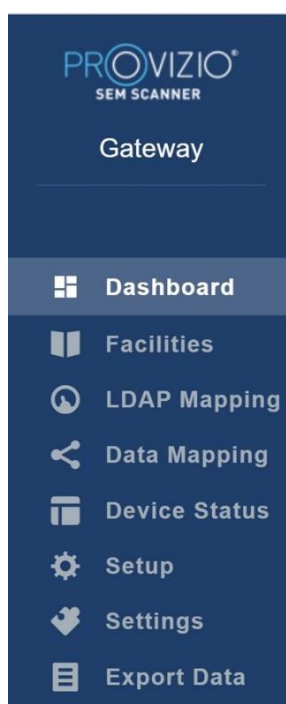 PROVIZIO®
SEM SCANNER
Gateway
Dashboard
Facilities
LDAP Mapping
Data Mapping
Device Status
Setup
Settings
Export Data